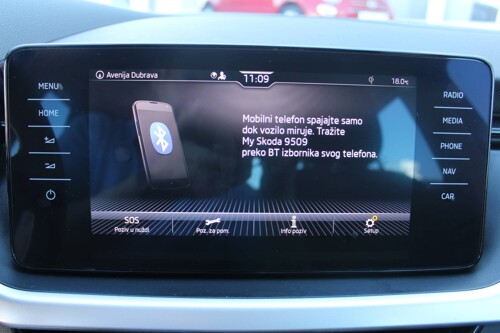 Avenija Dubrava
11:09
18.0°C
MENU
HOME
RADIO
MEDIA
PHONE
NAV
CAR
Mobilni telefon spajajte samo
dok vozilo miruje. Tražite
My Skoda 9509
preko BT izbornika svog telefona.
SOS
Poziv u nuždi
Poz. za pom.
Info poziv
Setup